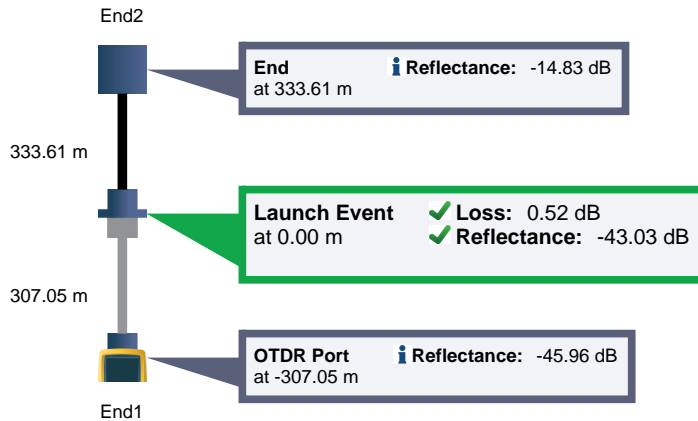 End2
End
i Reflectance: -14.83 dB
at 333.61 m
333.61 m
Launch Event
Loss: 0.52 dB
at 0.00 m
Reflectance: -43.03 dB
307.05 m
OTDR Port
i Reflectance: -45.96 dB
at -307.05 m
End1